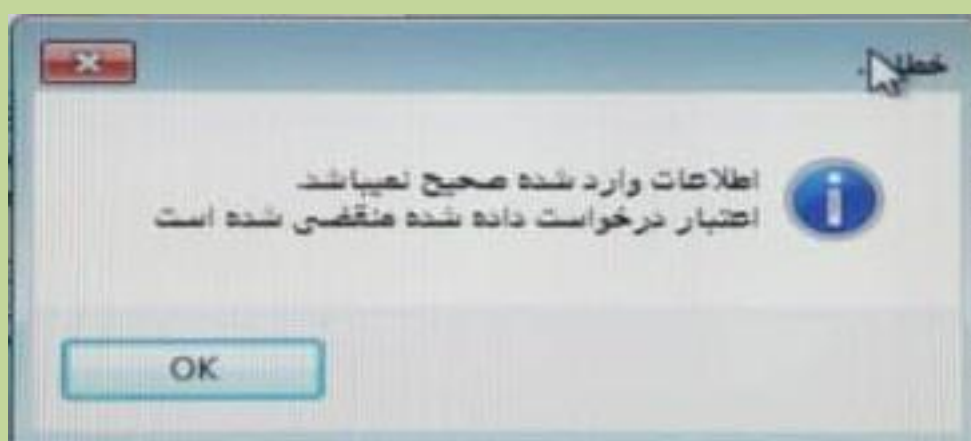 خطا
اطلاعات وارد شده صحیح نمیباشد.
اعتبار درخواست داده شده منقضی شده است
OK